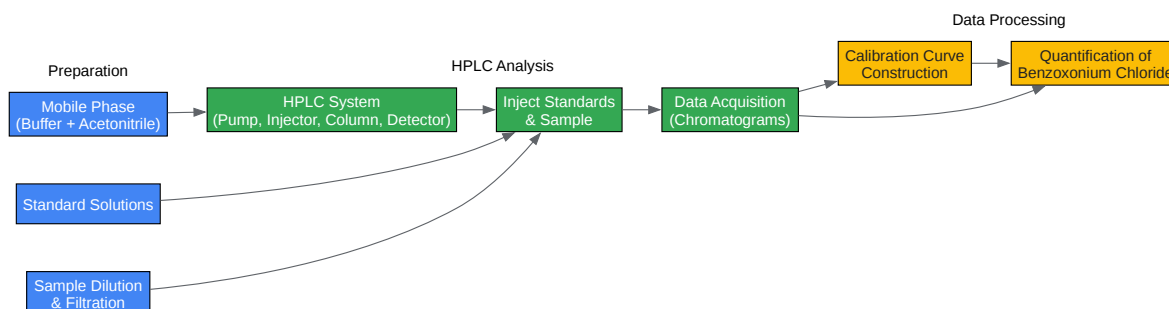 Data Processing
Preparation
HPLC Analysis
Calibration Curve
Construction
Quantification of
Benzoxonium Chloride
Mobile Phase
(Buffer + Acetonitrile)
HPLC System
(Pump, Injector, Column, Detector)
Inject Standards
& Sample
Data Acquisition
(Chromatograms)
Standard Solutions
Sample Dilution
& Filtration